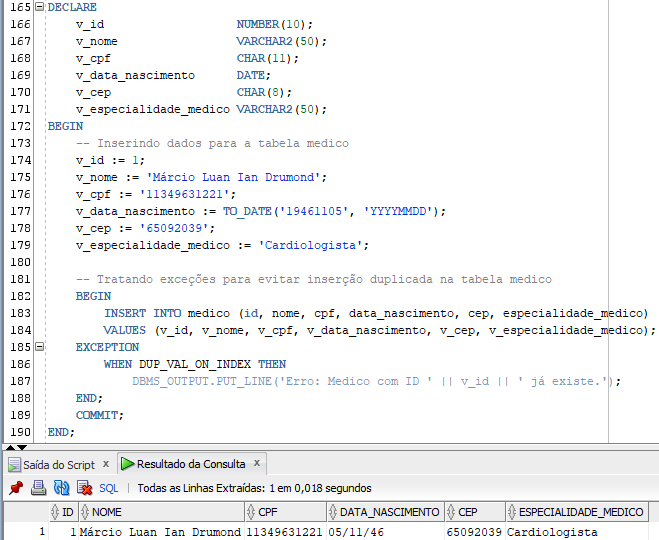 165 DECLARE
166 v_id NUMBER(10);
167 v_nome VARCHAR2(50);
168 v_cpf CHAR(11);
169 v_data_nascimento DATE;
170 v_cep CHAR(8);
171 v_especialidade_medico VARCHAR2(50);
172 BEGIN
173 -- Inserindo dados para a tabela medico
174 v_id := 1;
175 v_nome := 'Márcio Luan Ian Drumond';
176 v_cpf := '11349631221';
177 v_data_nascimento := TO_DATE('19461105', 'YYYYMMDD');
178 v_cep := '65092039';
179 v_especialidade_medico := 'Cardiologista';
180
181 -- Tratando exceções para evitar inserção duplicada na tabela medico
182 BEGIN
183 INSERT INTO medico (id, nome, cpf, data_nascimento, cep, especialidade_medico)
184 VALUES (v_id, v_nome, v_cpf, v_data_nascimento, v_cep, v_especialidade_medico);
185 EXCEPTION
186 WHEN DUP_VAL_ON_INDEX THEN
187 DBMS_OUTPUT.PUT_LINE('Erro: Medico com ID ' || v_id || ' já existe.');
188 END;
189 COMMIT;
190 END;
Saída do Script x Resultado da Consulta x
SQL | Todas as Linhas Extraídas: 1 em 0,018 segundos
ID NOME CPF DATA_NASCIMENTO CEP ESPECIALIDADE_MEDICO
1 1 Márcio Luan Ian Drumond 11349631221 05/11/46 65092039 Cardiologista